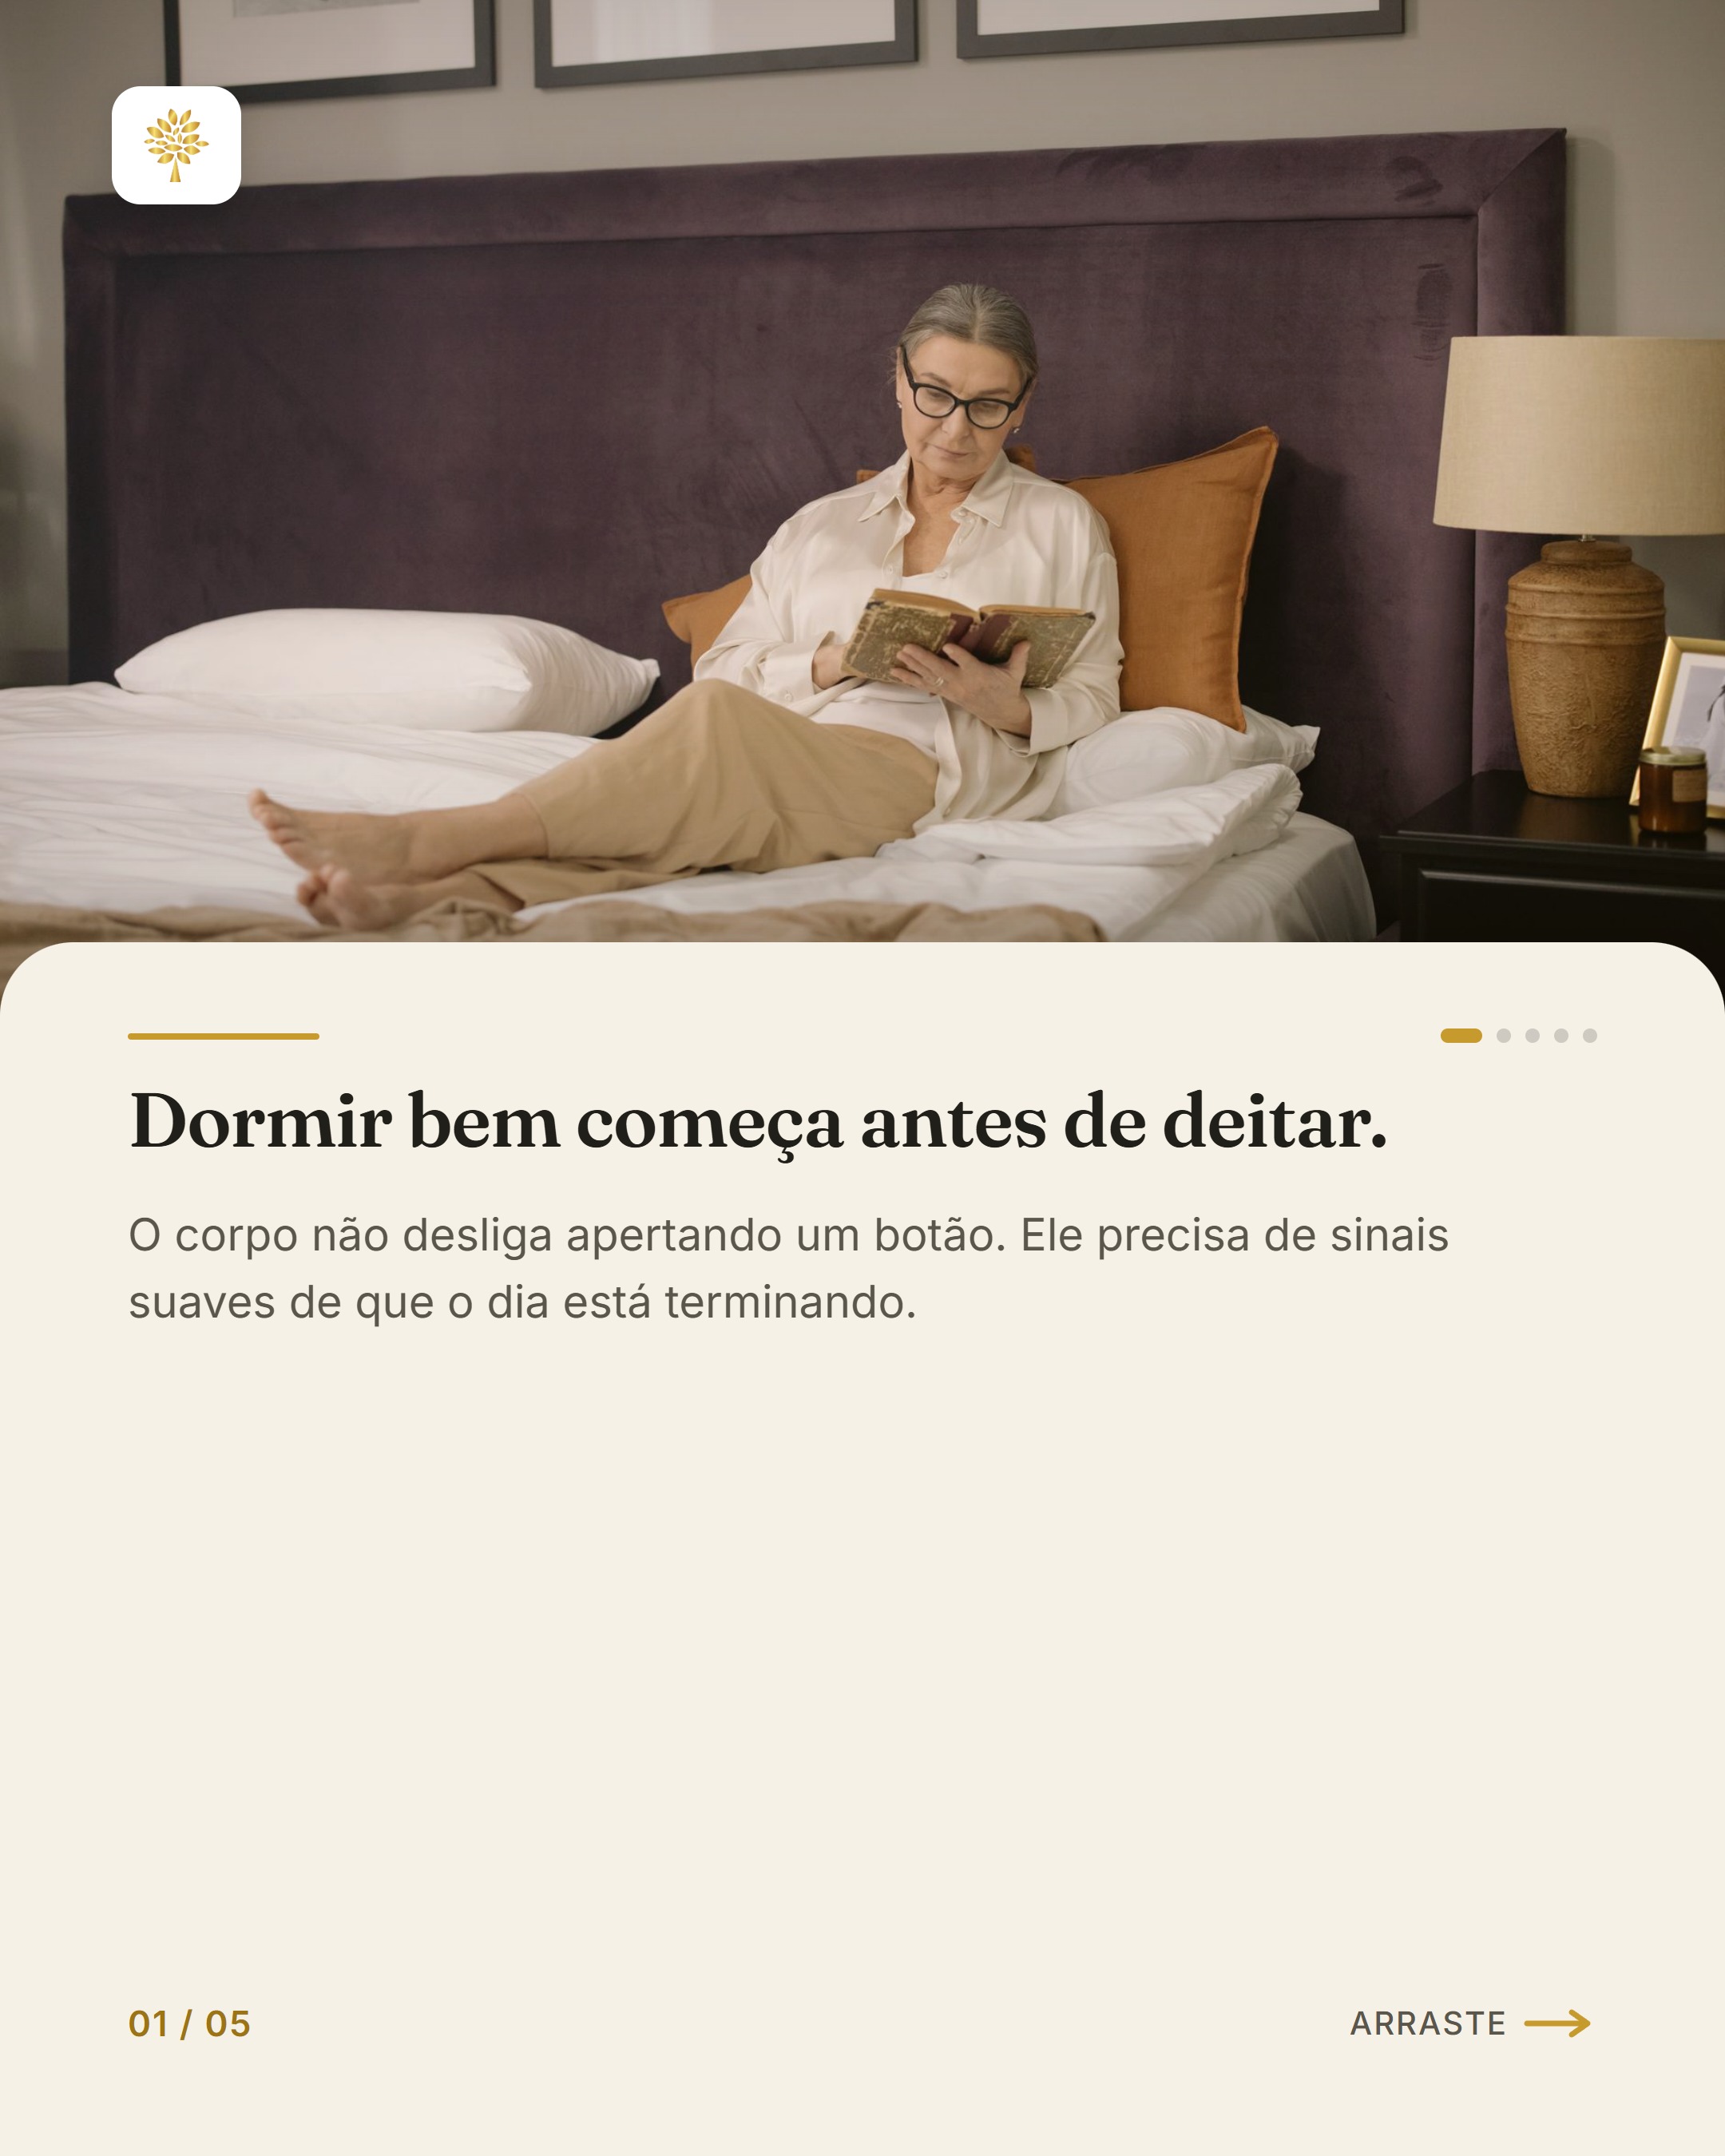 Dormir bem começa antes de deitar.
O corpo não desliga apertando um botão. Ele precisa de sinais
suaves de que o dia está terminando.
01 / 05
ARRASTE